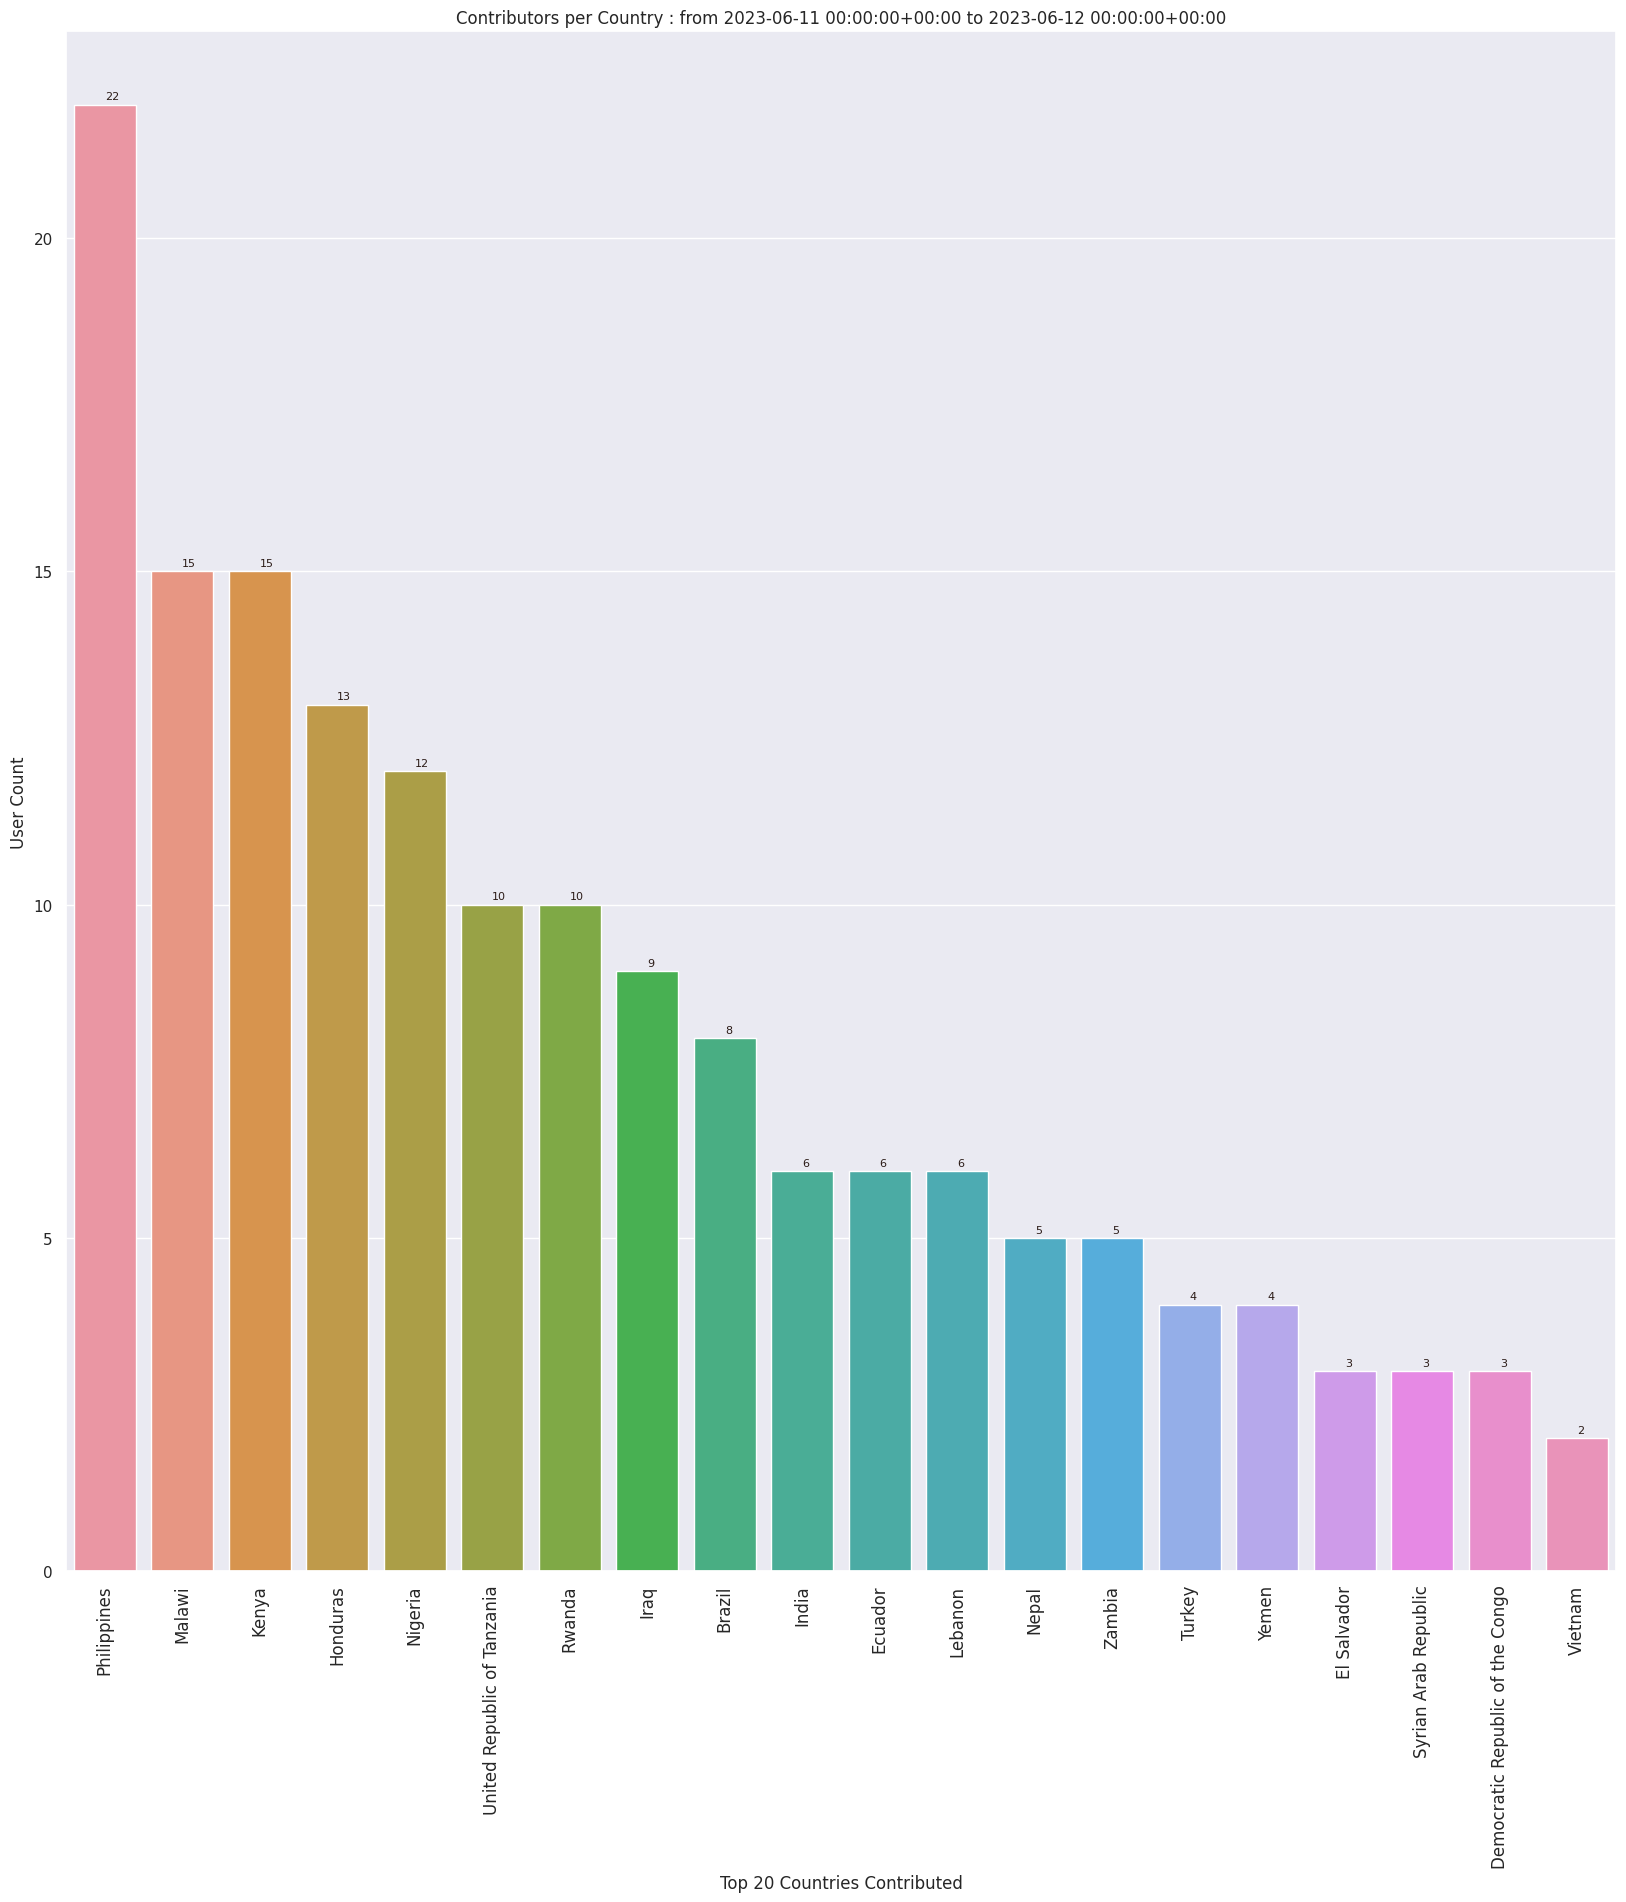 Contributors per Country : from 2023-06-11 00:00:00+00:00 to 2023-06-12 00:00:00+00:00
22
20
15
15
15
13
12
User Count
10
10
10
9
8
6
6
6
5
5
5
4
4
3
3
3
2
0
Philippines
Malawi
Kenya
Honduras
Nigeria
United Republic of Tanzania
Rwanda
Iraq
Brazil
India
Ecuador
Lebanon
Nepal
Zambia
Turkey
Yemen
El Salvador
Syrian Arab Republic
Democratic Republic of the Congo
Vietnam
Top 20 Countries Contributed